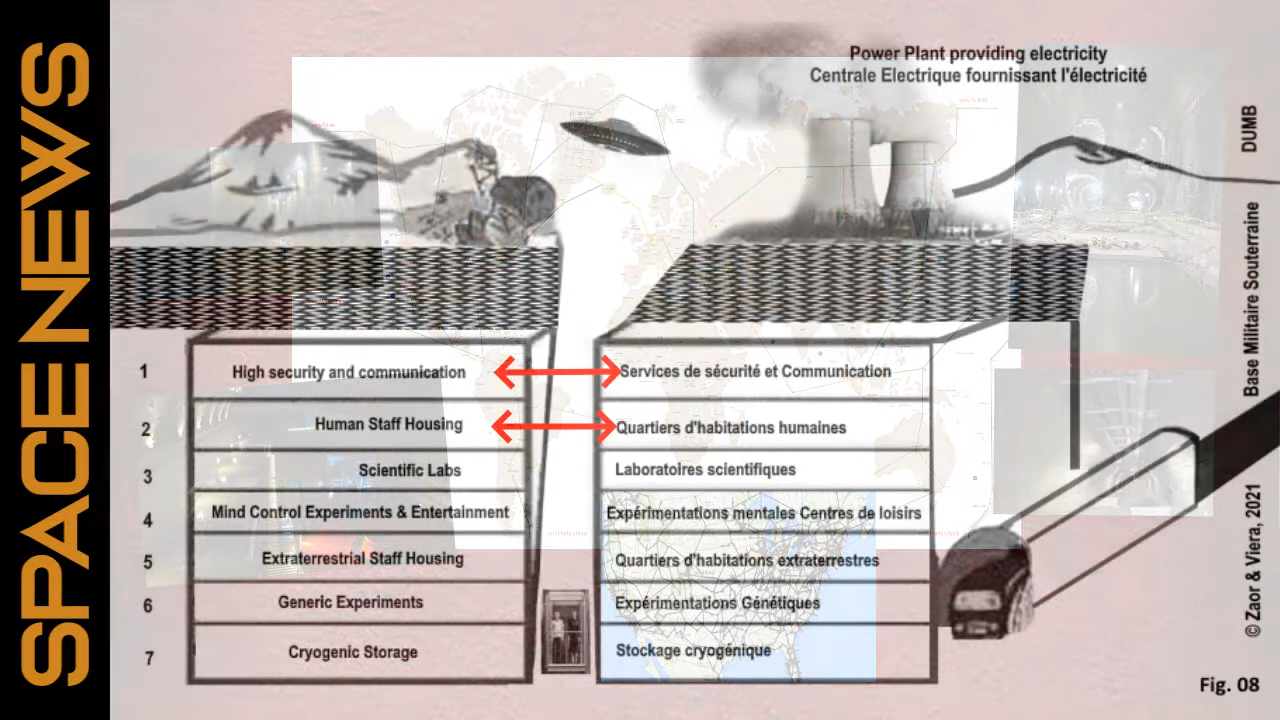 SPACE NEWS
Power Plant providing electricity
Centrale Electrique fournissant l'électricité
1
High security and communication
Services de sécurité et Communication
2
Human Staff Housing
Quartiers d'habitations humaines
3
Scientific Labs
Laboratoires scientifiques
4
Mind Control Experiments & Entertainment
Expérimentations mentales Centres de loisirs
5
Extraterrestrial Staff Housing
Quartiers d'habitations extraterrestres
6
Generic Experiments
Expérimentations Génétiques
7
Cryogenic Storage
Stockage cryogénique
© Zaor & Viera, 2021 Base Militaire Souterraine DUMB
Fig. 08